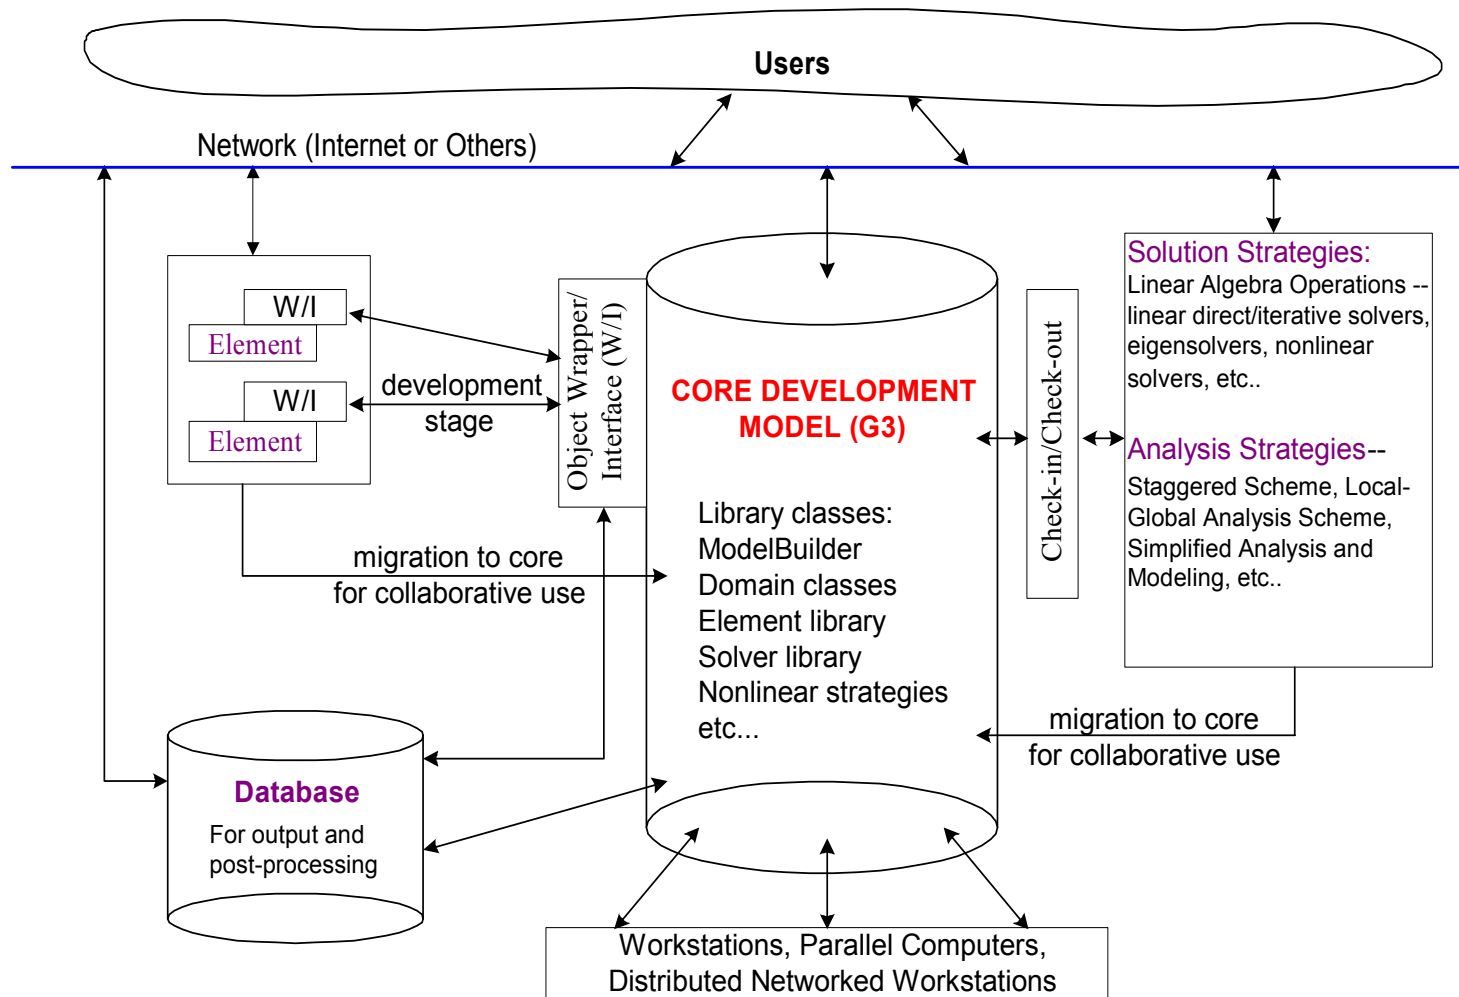 Users
Network (Internet or Others)
W/I
Element
W/I
Element
development
stage
Object Wrapper/
Interface (W/I)
migration to core
for collaborative use
CORE DEVELOPMENT
MODEL (G3)
Library classes:
ModelBuilder
Domain classes
Element library
Solver library
Nonlinear strategies
etc...
Check-in/Check-out
Solution Strategies:
Linear Algebra Operations --
linear direct/iterative solvers,
eigensolvers, nonlinear
solvers, etc..
Analysis Strategies--
Staggered Scheme, Local-
Global Analysis Scheme,
Simplified Analysis and
Modeling, etc..
migration to core
for collaborative use
Database
For output and
post-processing
Workstations, Parallel Computers,
Distributed Networked Workstations